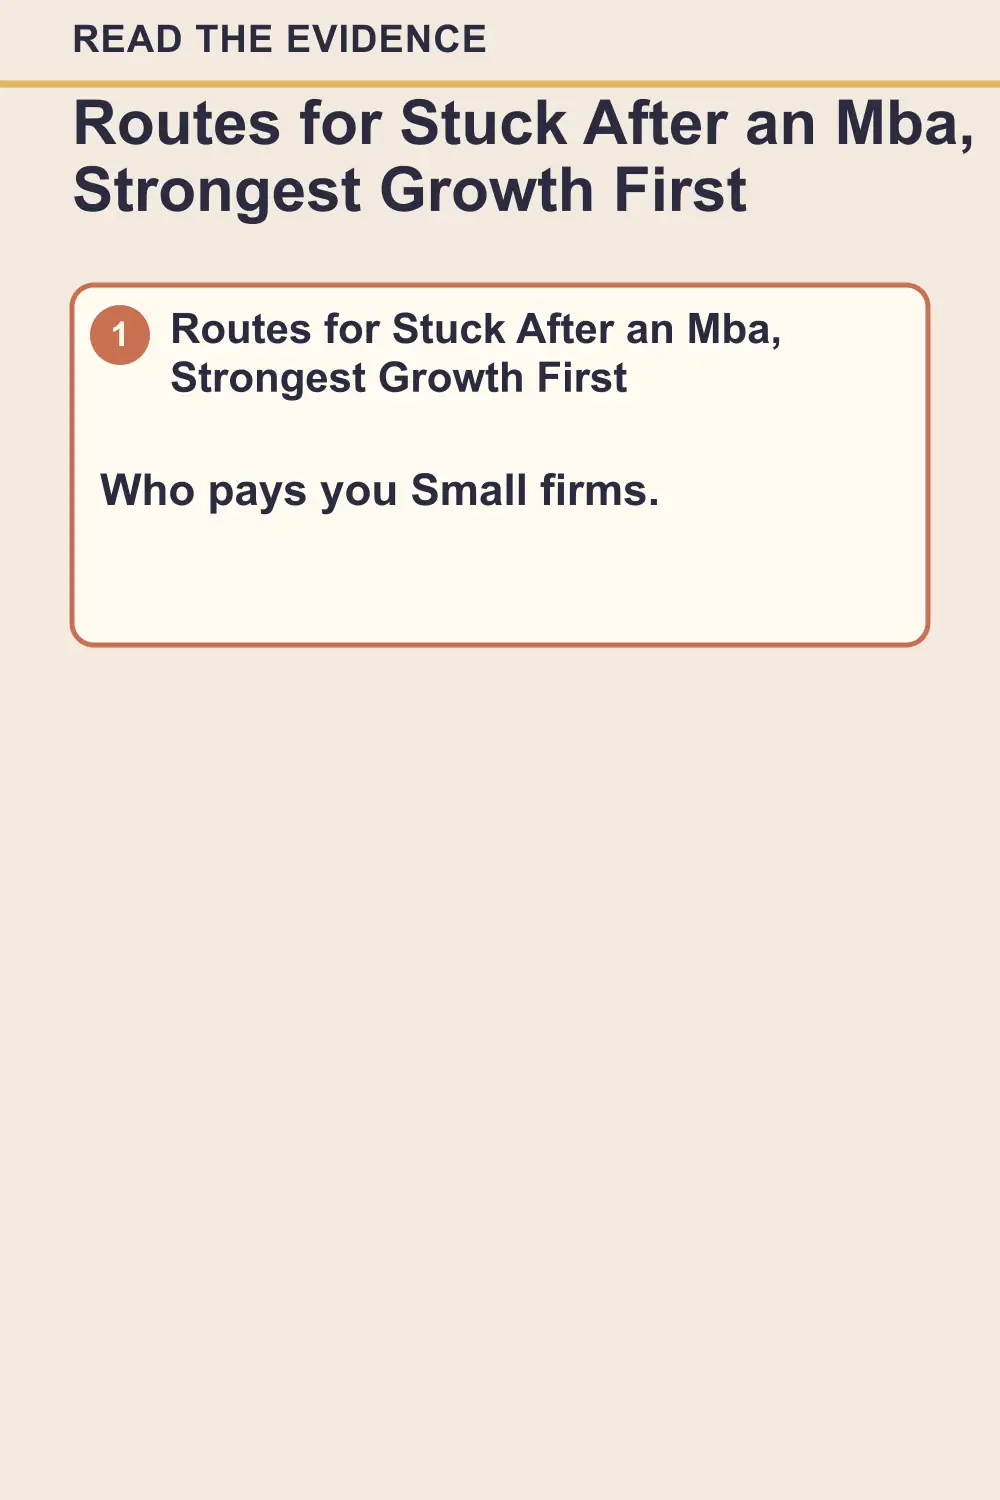 READ THE EVIDENCE
Routes for Stuck After an Mba,
Strongest Growth First
1
Routes for Stuck After an Mba,
Strongest Growth First
Who pays you Small firms.